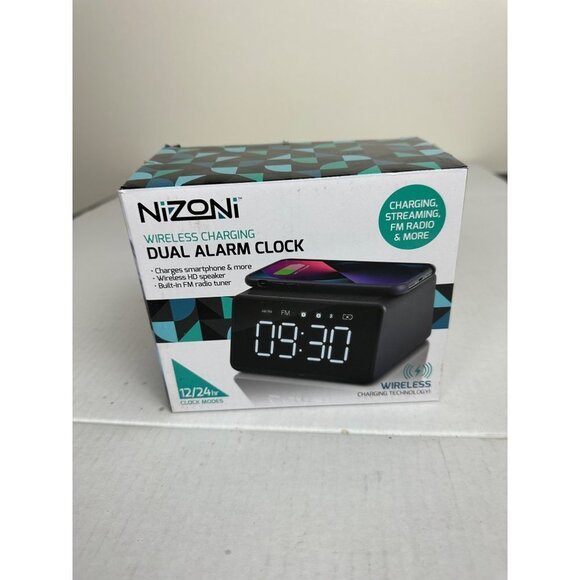 NiZONi™
WIRELESS CHARGING
DUAL ALARM CLOCK
• Charges smartphone & more
• Wireless HD speaker
• Built-in FM radio tuner
CHARGING,
STREAMING,
FM RADIO
& MORE
FM
09:30
12/24hr
CLOCK MODES
WIRELESS
CHARGING TECHNOLOGY!